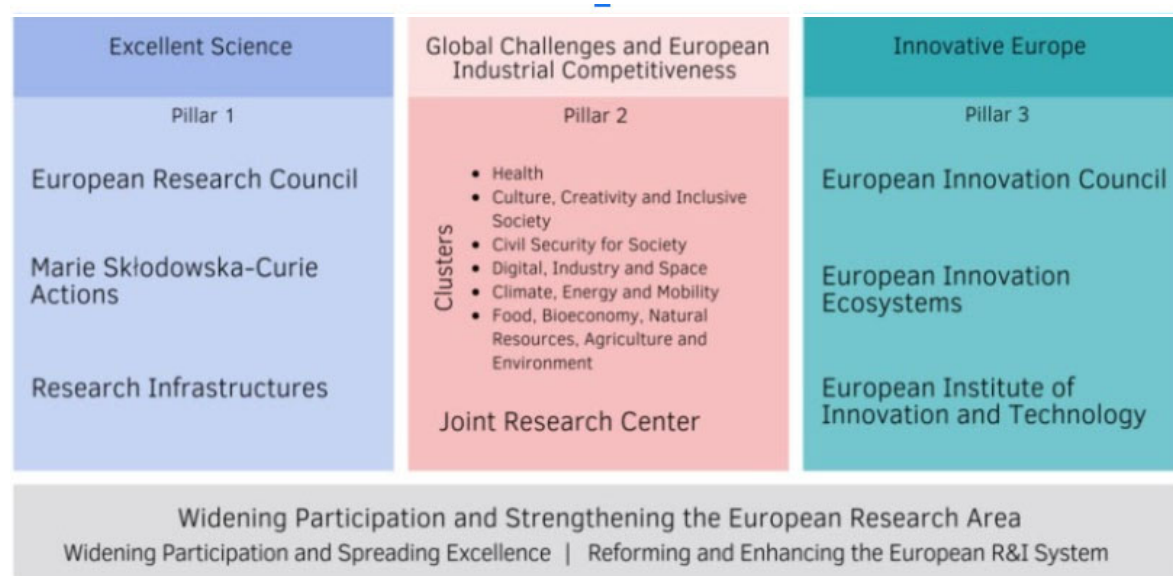 Excellent Science
Pillar 1
European Research Council
Marie Skłodowska-Curie
Actions
Research Infrastructures
Global Challenges and European
Industrial Competitiveness
Pillar 2
Clusters
• Health
• Culture, Creativity and Inclusive
Society
• Civil Security for Society
• Digital, Industry and Space
• Climate, Energy and Mobility
• Food, Bioeconomy, Natural
Resources, Agriculture and
Environment
Joint Research Center
Innovative Europe
Pillar 3
European Innovation Council
European Innovation
Ecosystems
European Institute of
Innovation and Technology
Widening Participation and Strengthening the European Research Area
Widening Participation and Spreading Excellence | Reforming and Enhancing the European R&I System